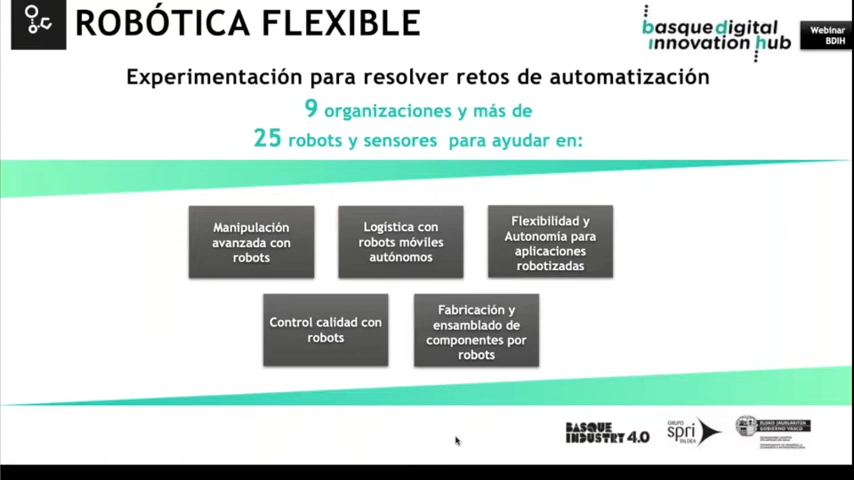 ROBÓTICA FLEXIBLE
basque digital
innovation hub
Webinar
BDIH
Experimentación para resolver retos de automatización
9 organizaciones y más de
25 robots y sensores para ayudar en:
Manipulación
avanzada con
robots
Logística con
robots móviles
autónomos
Flexibilidad y
Autonomía para
aplicaciones
robotizadas
Control calidad con
robots
Fabricación y
ensamblado de
componentes por
robots
BASQUE
INDUSTRY 4.0
GRUPO
spri
TALDEA
EUSKO JAURLARITZA
GOBIERNO VASCO